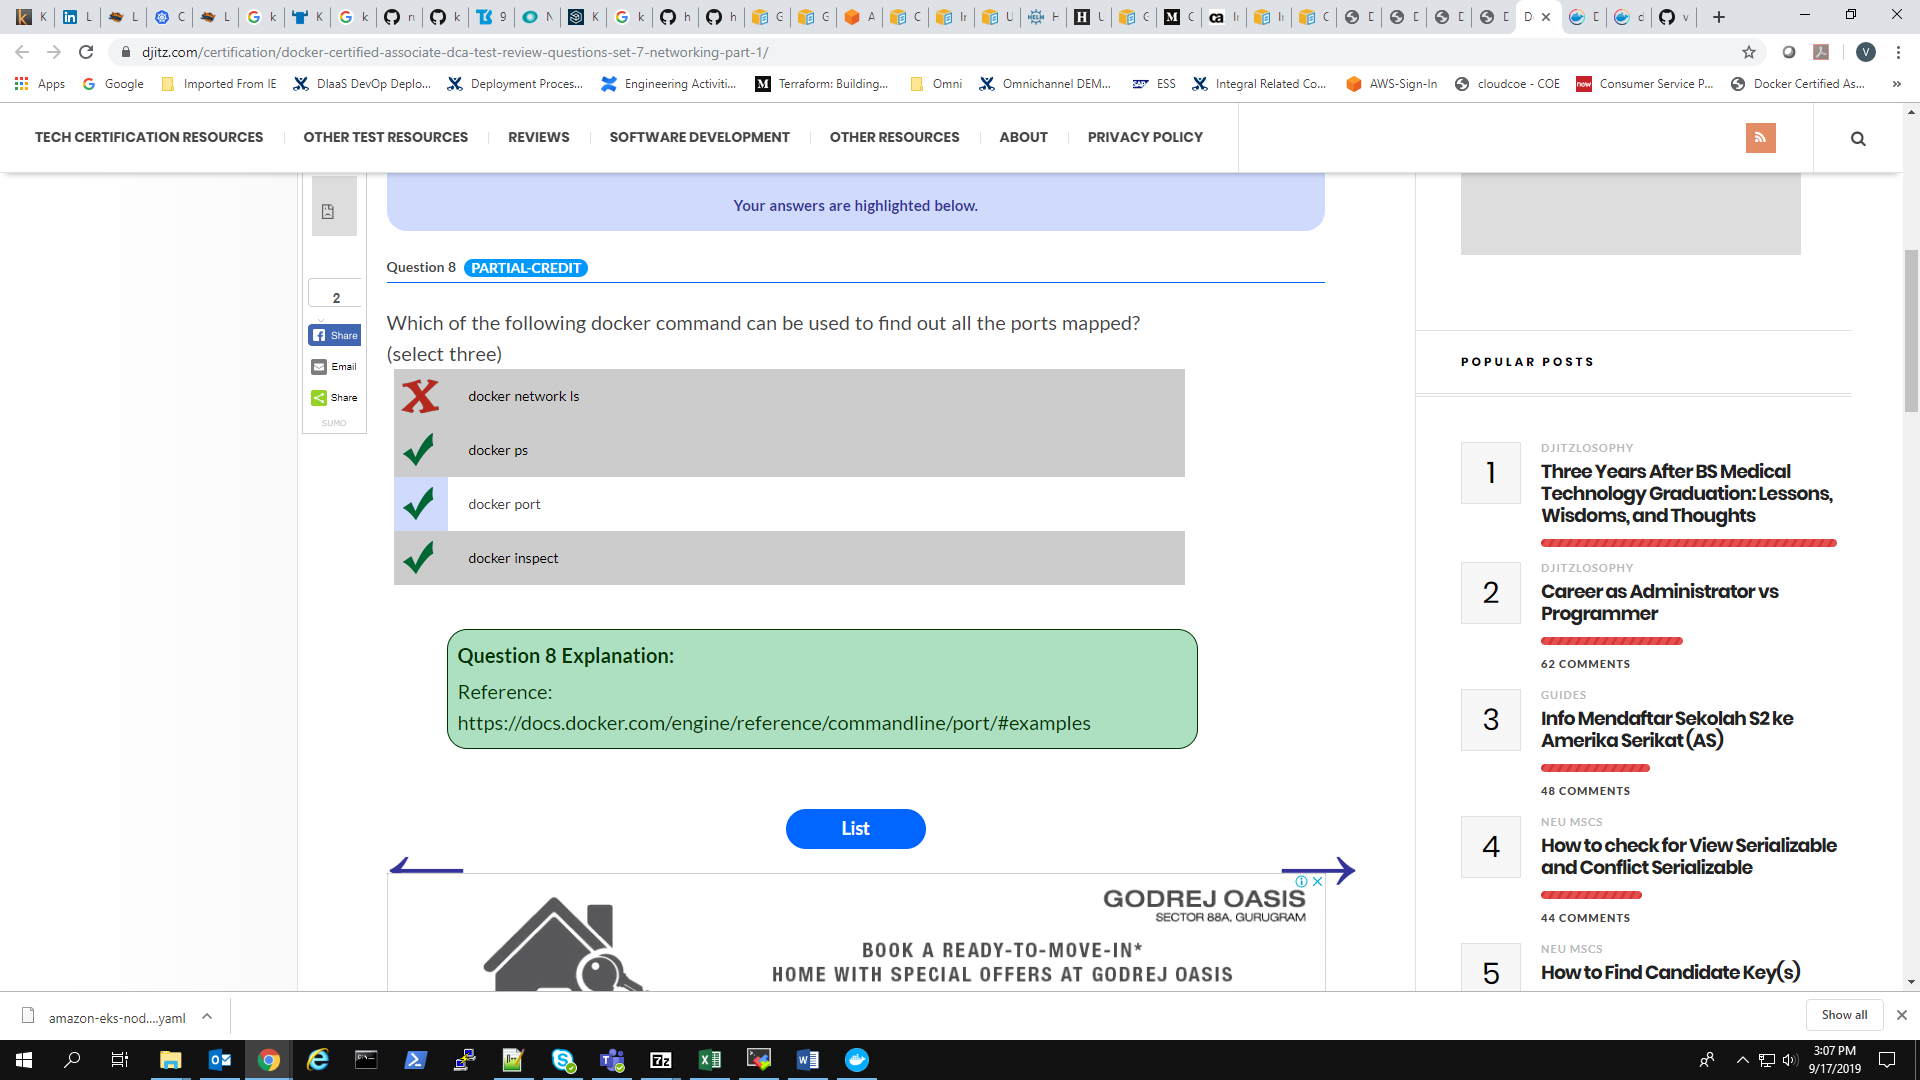 djitz.com/certification/docker-certified-associate-dca-test-review-questions-set-7-networking-part-1/
Apps
Google
Imported From IE
DIaaS DevOp Deplo...
Deployment Proces...
Engineering Activiti...
Terraform: Building...
Omni
Omnichannel DEM...
ESS
Integral Related Co...
AWS-Sign-In
cloudcoe - COE
Consumer Service P...
Docker Certified As...
TECH CERTIFICATION RESOURCES
OTHER TEST RESOURCES
REVIEWS
SOFTWARE DEVELOPMENT
OTHER RESOURCES
ABOUT
PRIVACY POLICY
Your answers are highlighted below.
Question 8 PARTIAL-CREDIT
2
Share
Email
Share
SUMO
Which of the following docker command can be used to find out all the ports mapped?
(select three)
docker network ls
docker ps
docker port
docker inspect
Question 8 Explanation:
Reference:
https://docs.docker.com/engine/reference/commandline/port/#examples
List
GODREJ OASIS
SECTOR 88A, GURUGRAM
BOOK A READY-TO-MOVE-IN*
HOME WITH SPECIAL OFFERS AT GODREJ OASIS
POPULAR POSTS
1
DJITZLOSOPHY
Three Years After BS Medical
Technology Graduation: Lessons,
Wisdoms, and Thoughts
2
DJITZLOSOPHY
Career as Administrator vs
Programmer
62 COMMENTS
3
GUIDES
Info Mendaftar Sekolah S2 ke
Amerika Serikat (AS)
48 COMMENTS
4
NEU MSCS
How to check for View Serializable
and Conflict Serializable
44 COMMENTS
5
NEU MSCS
How to Find Candidate Key(s)
amazon-eks-nod....yaml
Show all
3:07 PM
9/17/2019